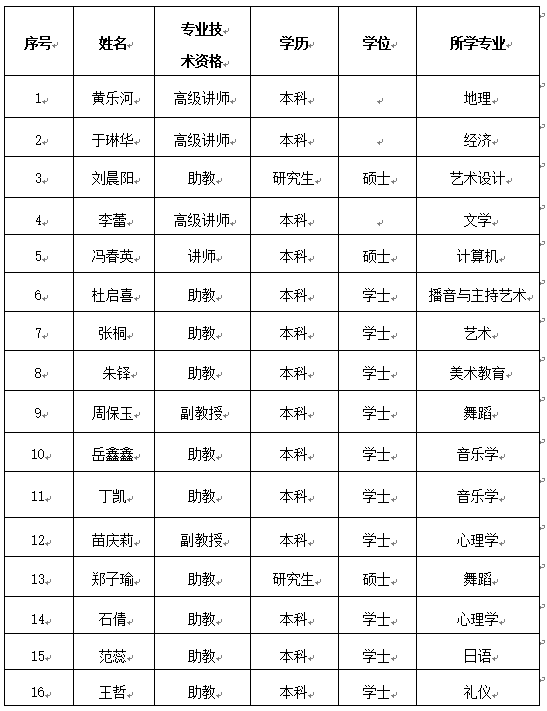 序号 姓名 专业技术资格 学历 学位 所学专业
1 黄乐河 高级讲师 本科 地理
2 于琳华 高级讲师 本科 经济
3 刘晨阳 助教 研究生 硕士 艺术设计
4 李蕾 高级讲师 本科 文学
5 冯春英 讲师 本科 硕士 计算机
6 杜启喜 助教 本科 学士 播音与主持艺术
7 张桐 助教 本科 学士 艺术
8 朱铎 助教 本科 学士 美术教育
9 周保玉 副教授 本科 学士 舞蹈
10 岳鑫鑫 助教 本科 学士 音乐学
11 丁凯 助教 本科 学士 音乐学
12 苗庆莉 副教授 本科 学士 心理学
13 郑子瑜 助教 研究生 硕士 舞蹈
14 石倩 助教 本科 学士 心理学
15 范蕊 助教 本科 学士 日语
16 王哲 助教 本科 学士 礼仪